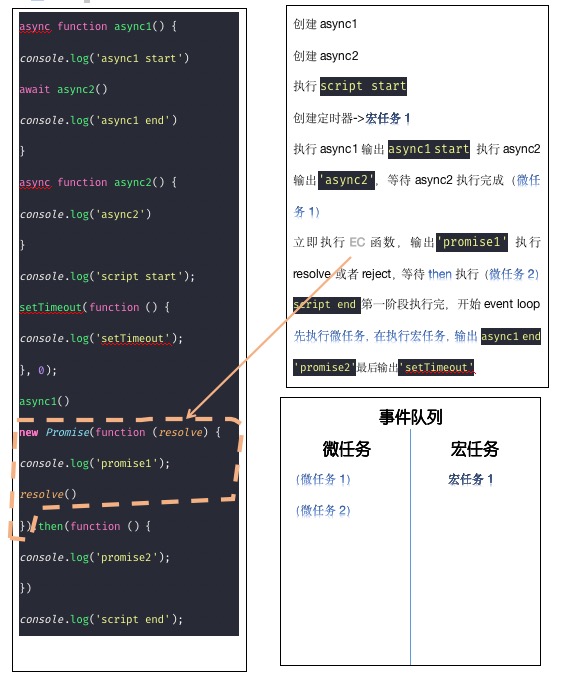 async function async1() {
console.log('async1 start')
await async2()
console.log('async1 end')
}
async function async2() {
console.log('async2')
}
console.log('script start');
setTimeout(function () {
console.log('setTimeout');
}, 0);
async1()
new Promise(function (resolve) {
console.log('promise1');
resolve()
}).then(function () {
console.log('promise2');
})
console.log('script end');
创建 async1
创建 async2
执行 script start
创建定时器->宏任务 1
执行 async1 输出 async1 start 执行 async2
输出'async2'，等待 async2 执行完成（微任
务 1）
立即执行 EC 函数，输出'promise1' 执行
resolve 或者 reject，等待 then 执行（微任务 2）
script end 第一阶段执行完，开始 event loop
先执行微任务，在执行宏任务，输出 async1 end
'promise2'最后输出'setTimeout'
事件队列
微任务 宏任务
（微任务 1） 宏任务 1
（微任务 2）